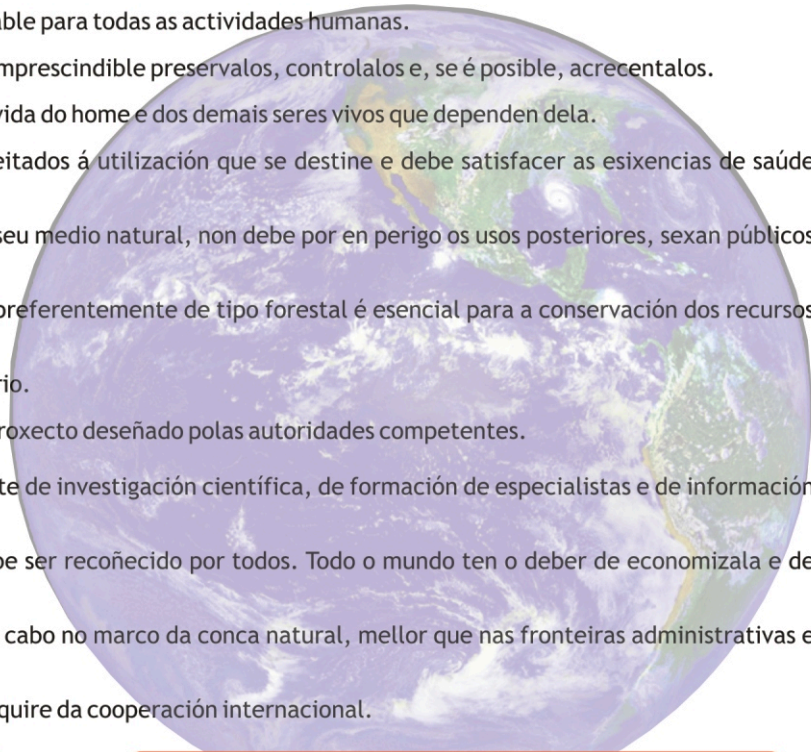 able para todas as actividades humanas.
mprescindible preservalos, controlalos e, se é posible, acrecentalos.
vida do home e dos demais seres vivos que dependen dela.
eitados á utilización que se destine e debe satisfacer as esixencias de saúde
seu medio natural, non debe por en perigo os usos posteriores, sexan públicos
preferentemente de tipo forestal é esencial para a conservación dos recursos
rio.
roxecto deseñado polas autoridades competentes.
te de investigación científica, de formación de especialistas e de información
be ser recoñecido por todos. Todo o mundo ten o deber de economizala e de
cabo no marco da conca natural, mellor que nas fronteiras administrativas e
quire da cooperación internacional.